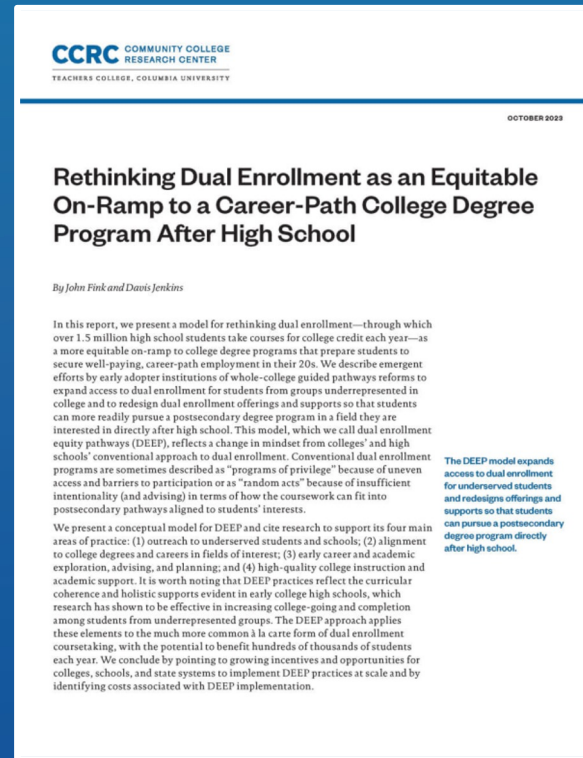 CCRC COMMUNITY COLLEGE
RESEARCH CENTER
TEACHERS COLLEGE, COLUMBIA UNIVERSITY
OCTOBER 2023
Rethinking Dual Enrollment as an Equitable
On-Ramp to a Career-Path College Degree
Program After High School
By John Fink and Davis Jenkins
In this report, we present a model for rethinking dual enrollment—through which
over 1.5 million high school students take courses for college credit each year—as
a more equitable on-ramp to college degree programs that prepare students to
secure well-paying, career-path employment in their 20s. We describe emergent
efforts by early adopter institutions of whole-college guided pathways reforms to
expand access to dual enrollment for students from groups underrepresented in
college and to redesign dual enrollment offerings and supports so that students
can more readily pursue a postsecondary degree program in a field they are
interested in directly after high school. This model, which we call dual enrollment
equity pathways (DEEP), reflects a change in mindset from colleges' and high
schools' conventional approach to dual enrollment. Conventional dual enrollment
programs are sometimes described as "programs of privilege" because of uneven
access and barriers to participation or as "random acts" because of insufficient
intentionality (and advising) in terms of how the coursework can fit into
postsecondary pathways aligned to students' interests.
We present a conceptual model for DEEP and cite research to support its four main
areas of practice: (1) outreach to underserved students and schools; (2) alignment
to college degrees and careers in fields of interest; (3) early career and academic
exploration, advising, and planning; and (4) high-quality college instruction and
academic support. It is worth noting that DEEP practices reflect the curricular
coherence and holistic supports evident in early college high schools, which
research has shown to be effective in increasing college-going and completion
among students from underrepresented groups. The DEEP approach applies
these elements to the much more common à la carte form of dual enrollment
coursetaking, with the potential to benefit hundreds of thousands of students
each year. We conclude by pointing to growing incentives and opportunities for
colleges, schools, and state systems to implement DEEP practices at scale and by
identifying costs associated with DEEP implementation.
The DEEP model expands
access to dual enrollment
for underserved students
and redesigns offerings and
supports so that students
can pursue a postsecondary
degree program directly
after high school.